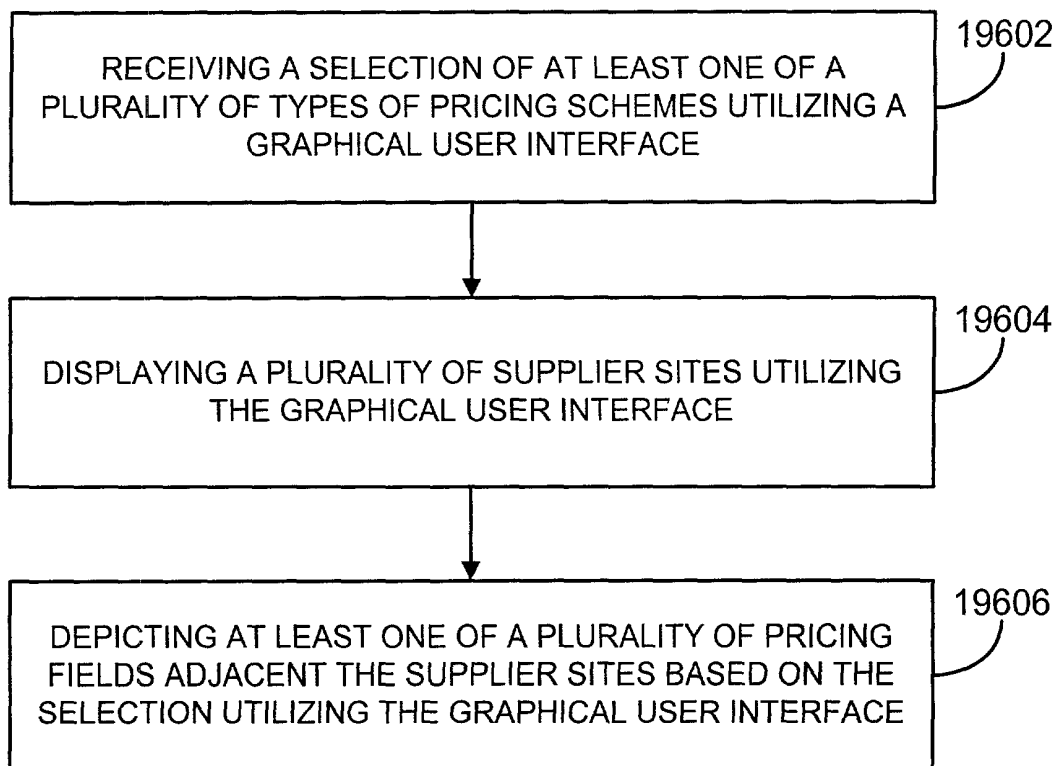 19602
RECEIVING A SELECTION OF AT LEAST ONE OF A
PLURALITY OF TYPES OF PRICING SCHEMES UTILIZING A
GRAPHICAL USER INTERFACE
19604
DISPLAYING A PLURALITY OF SUPPLIER SITES UTILIZING
THE GRAPHICAL USER INTERFACE
19606
DEPICTING AT LEAST ONE OF A PLURALITY OF PRICING
FIELDS ADJACENT THE SUPPLIER SITES BASED ON THE
SELECTION UTILIZING THE GRAPHICAL USER INTERFACE